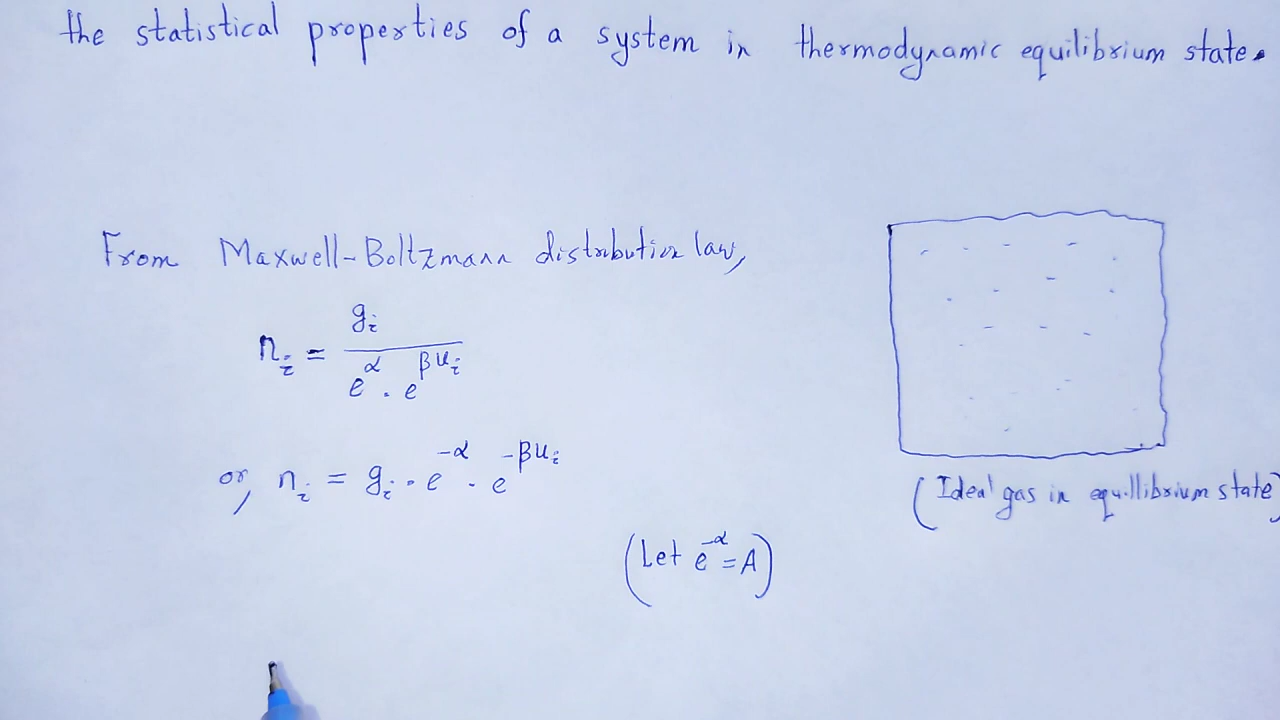 the statistical properties of a system in thermodynamic equilibrium state.
From Maxwell-Boltzmann distribution law,
nᵢ = gᵢ / (e^α . e^(βuᵢ))
or, nᵢ = gᵢ . e^(-α) . e^(-βuᵢ)
(Ideal gas in equillibrium state)
(Let e^(-α) = A)